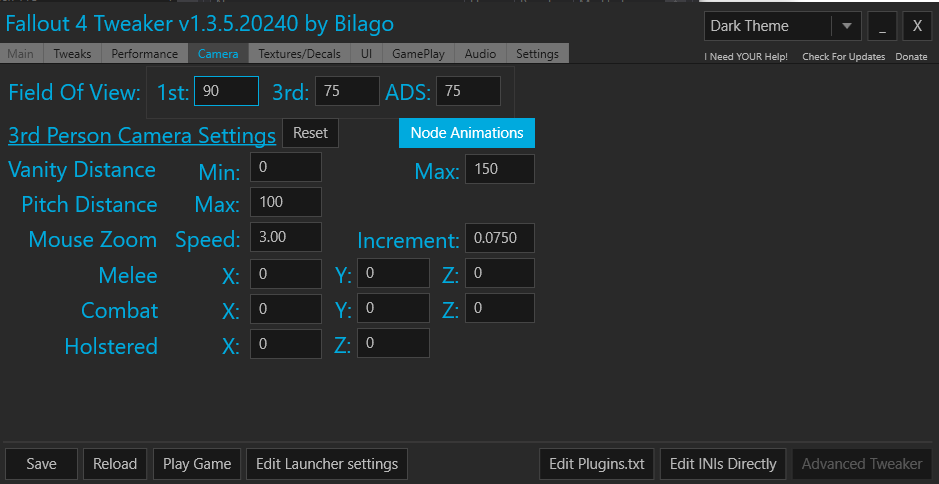 Fallout 4 Tweaker v1.3.5.20240 by Bilago
Dark Theme _ X
Main Tweaks Performance Camera Textures/Decals UI GamePlay Audio Settings
I Need YOUR Help! Check For Updates Donate
Field Of View: 1st: 90 3rd: 75 ADS: 75
3rd Person Camera Settings Reset Node Animations
Vanity Distance Min: 0 Max: 150
Pitch Distance Max: 100
Mouse Zoom Speed: 3.00 Increment: 0.0750
Melee X: 0 Y: 0 Z: 0
Combat X: 0 Y: 0 Z: 0
Holstered X: 0 Z: 0
Save Reload Play Game Edit Launcher settings Edit Plugins.txt Edit INIs Directly Advanced Tweaker